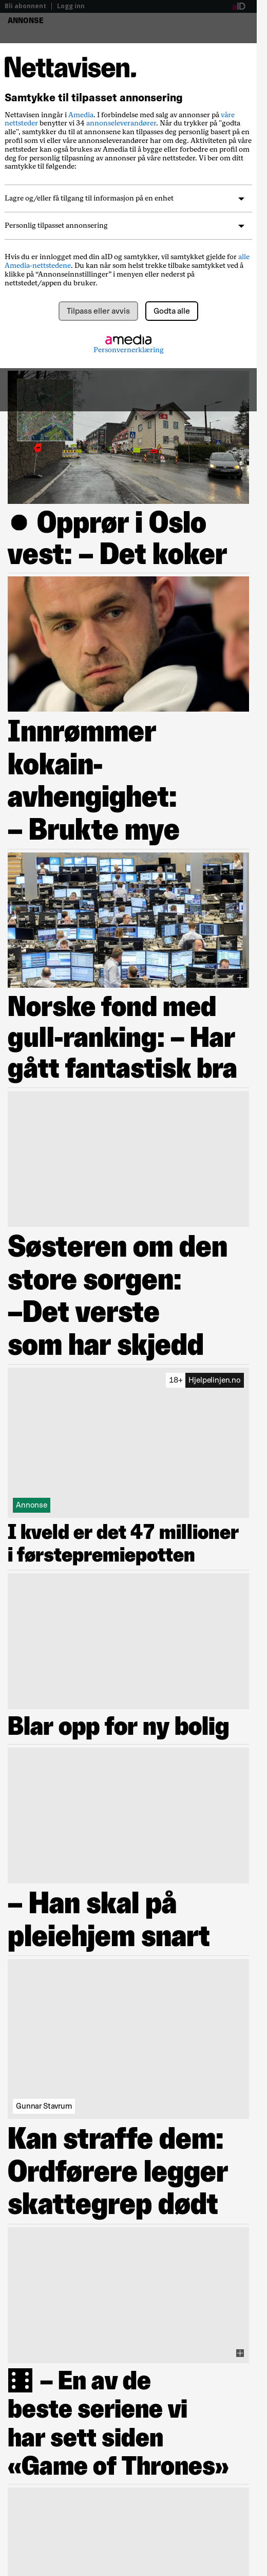 Bli abonnent | Logg inn
ANNONSE
Nettavisen.
Samtykke til tilpasset annonsering
Nettavisen inngår i Amedia. I forbindelse med salg av annonser på våre
nettsteder benytter vi 34 annonseleverandører. Når du trykker på "godta
alle", samtykker du til at annonsene kan tilpasses deg personlig basert på en
profil som vi eller våre annonseleverandører har om deg. Aktiviteten på våre
nettsteder kan også brukes av Amedia til å bygge eller forbedre en profil om
deg for personlig tilpasning av annonser på våre nettsteder. Vi ber om ditt
samtykke til følgende:
Lagre og/eller få tilgang til informasjon på en enhet
Personlig tilpasset annonsering
Hvis du er innlogget med din aID og samtykker, vil samtykket gjelde for alle
Amedia-nettstedene. Du kan når som helst trekke tilbake samtykket ved å
klikke på “Annonseinnstillinger” i menyen eller nederst på
nettstedet/appen du bruker.
Tilpass eller avvis
Godta alle
amedia
Personvernerklæring
Opprør i Oslo
vest: – Det koker
Innrømmer
kokain-
avhengighet:
– Brukte mye
Norske fond med
gull-ranking: – Har
gått fantastisk bra
Søsteren om den
store sorgen:
–Det verste
som har skjedd
18+ Hjelpelinjen.no
Annonse
I kveld er det 47 millioner
i førstepremiepotten
Blar opp for ny bolig
– Han skal på
pleiehjem snart
Gunnar Stavrum
Kan straffe dem:
Ordførere legger
skattegrep dødt
– En av de
beste seriene vi
har sett siden
«Game of Thrones»